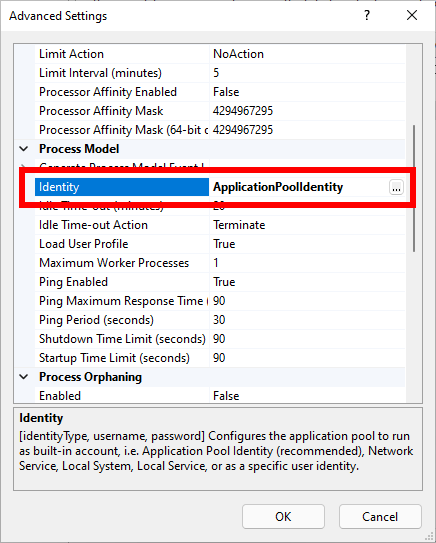 Advanced Settings ? ×
Limit Action NoAction
Limit Interval (minutes) 5
Processor Affinity Enabled False
Processor Affinity Mask 4294967295
Processor Affinity Mask (64-bit o 4294967295
Process Model
Generate Process Model Event L
Identity ApplicationPoolIdentity ...
Idle Time-out (minutes) 20
Idle Time-out Action Terminate
Load User Profile True
Maximum Worker Processes 1
Ping Enabled True
Ping Maximum Response Time ( 90
Ping Period (seconds) 30
Shutdown Time Limit (seconds) 90
Startup Time Limit (seconds) 90
Process Orphaning
Enabled False
Identity
[identityType, username, password] Configures the application pool to run
as built-in account, i.e. Application Pool Identity (recommended), Network
Service, Local System, Local Service, or as a specific user identity.
OK Cancel